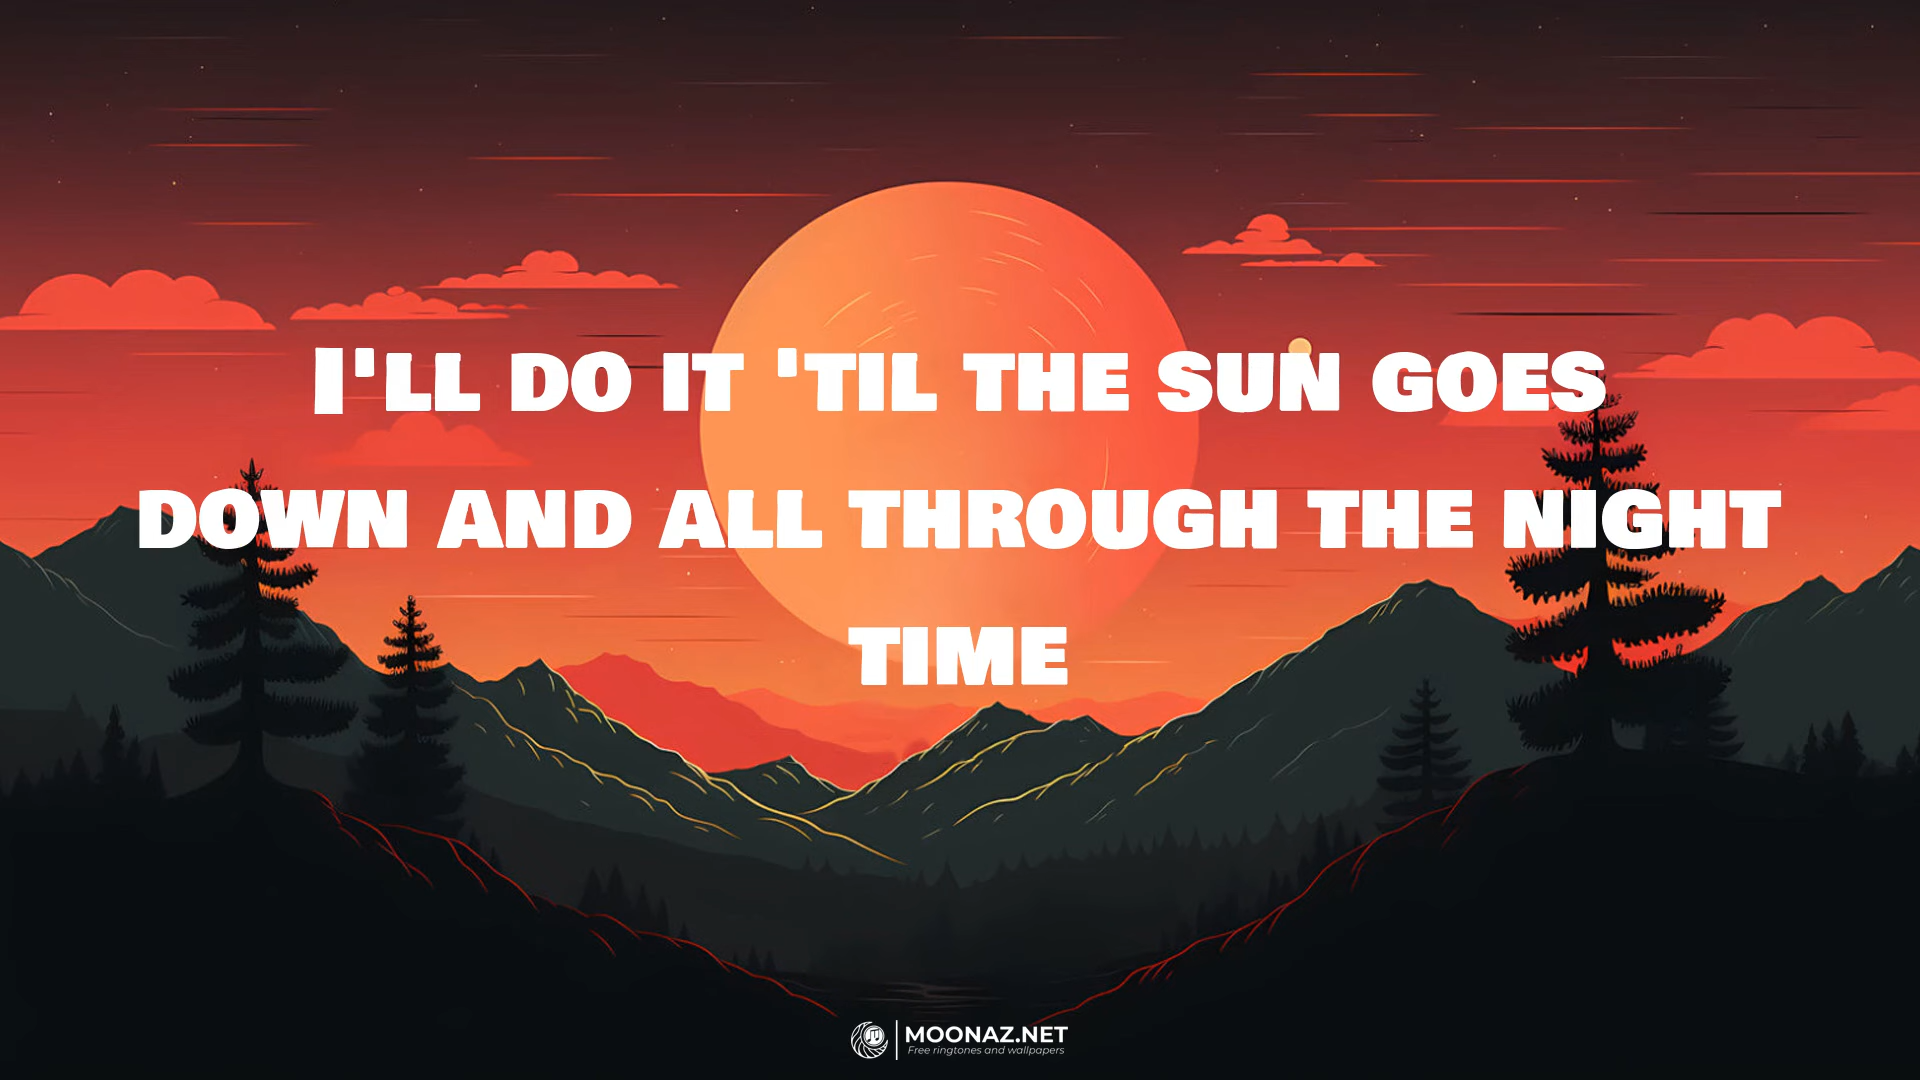 I'll do it 'til the sun goes
down and all through the night
time
MOONAZ.NET
Free ringtones and wallpapers